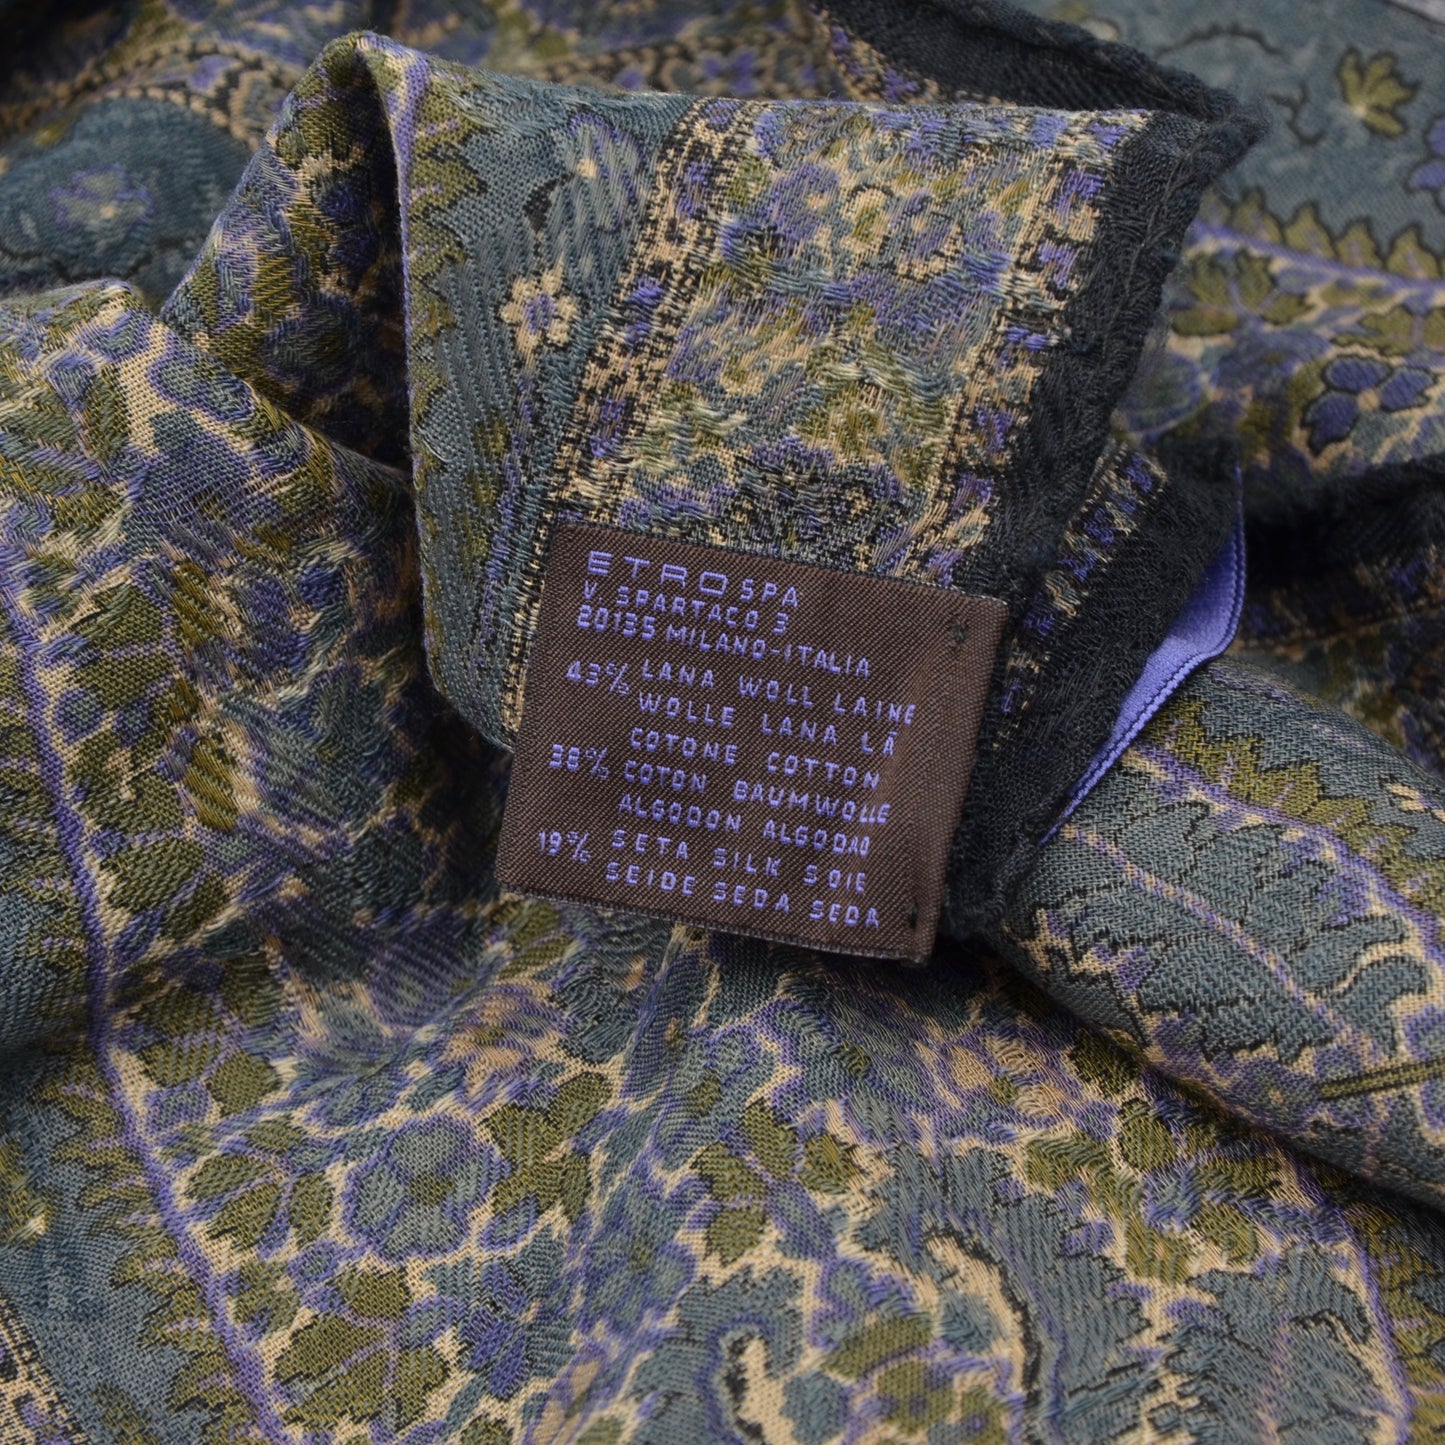 ETRO SPA
V. SPARTACO 3
20135 MILANO-ITALIA
43% LANA WOLL LAINE
WOLLE LANA LÃ
COTONE COTTON
38% COTON BAUMWOLLE
ALGODON ALGODAO
19% SETA SILK SOIE
SEIDE SEDA SEDA